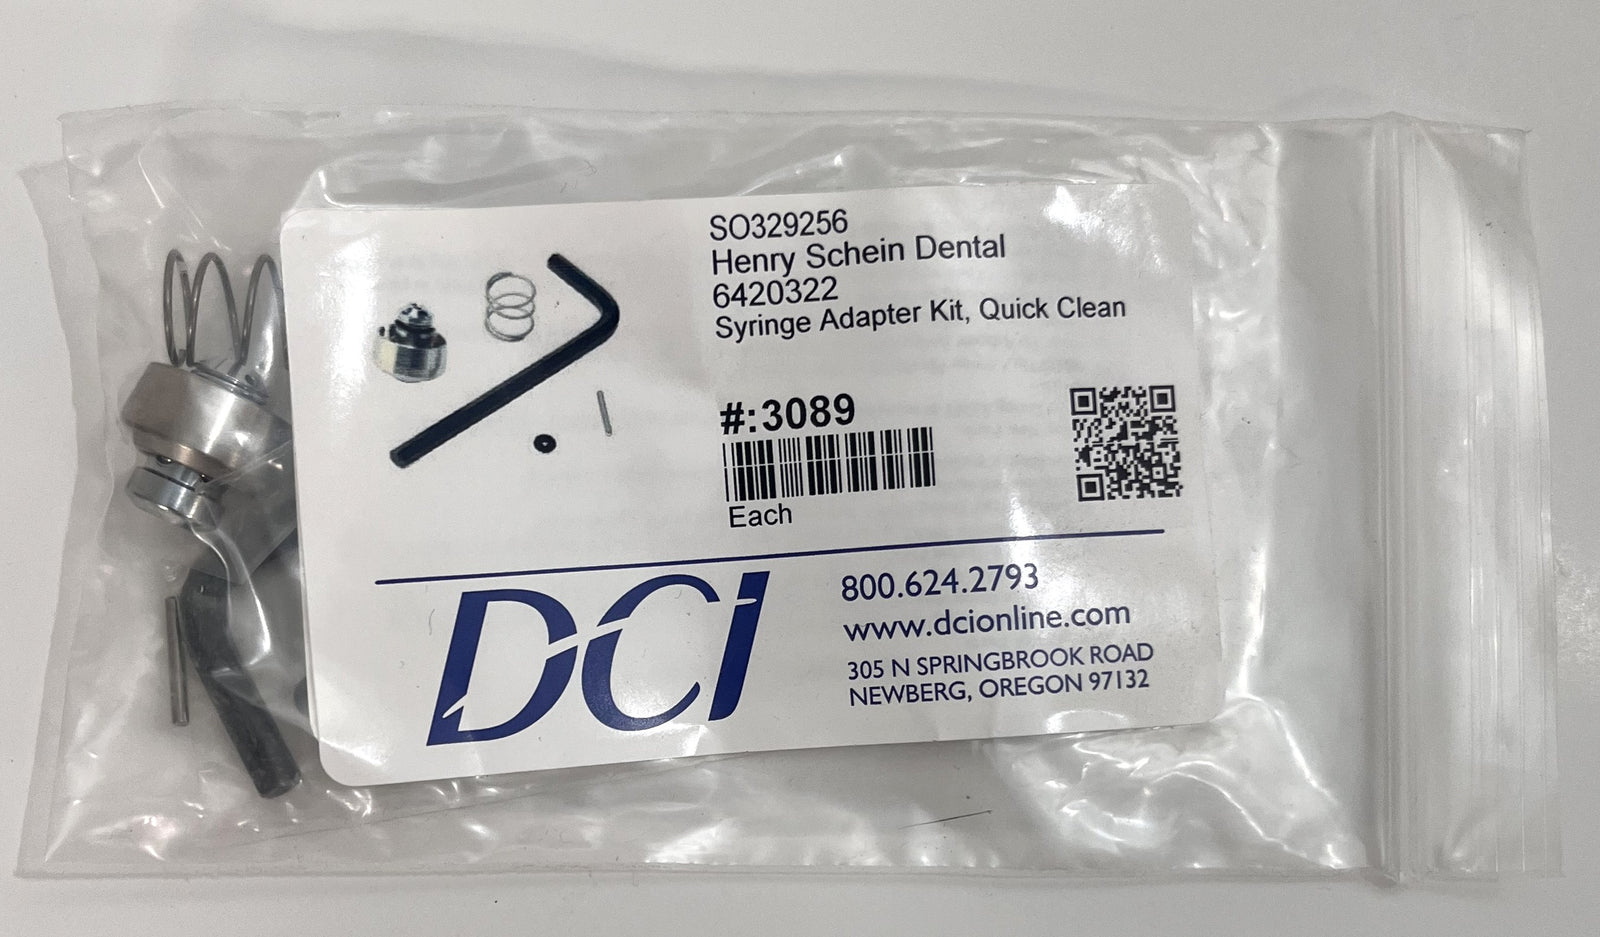 SO329256
Henry Schein Dental
6420322
Syringe Adapter Kit, Quick Clean
#:3089
Each
DCI
800.624.2793
www.dcionline.com
305 N SPRINGBROOK ROAD
NEWBERG, OREGON 97132